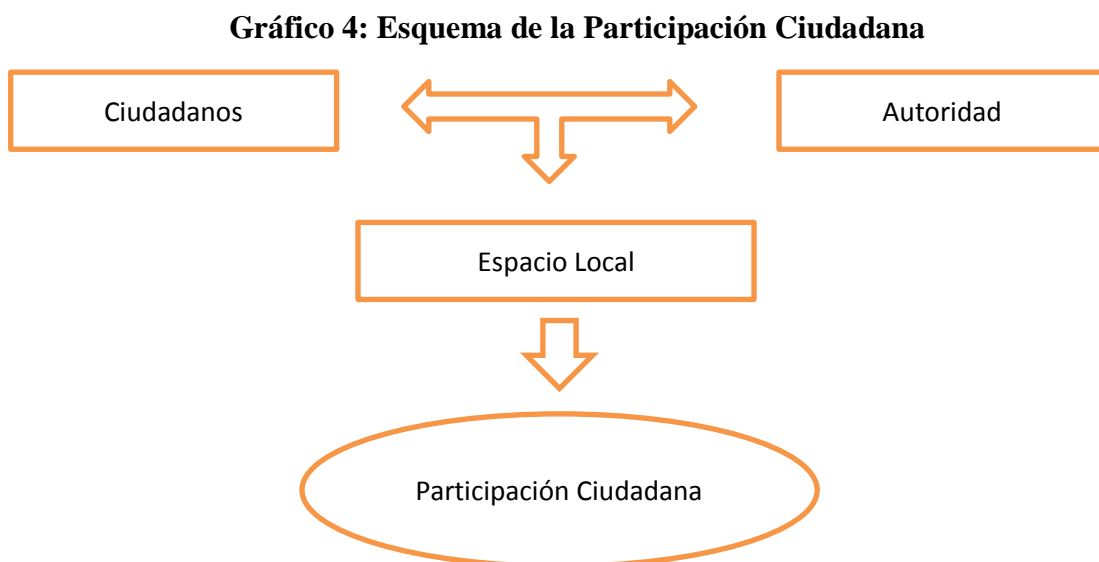 Gráfico 4: Esquema de la Participación Ciudadana
Ciudadanos
Autoridad
Espacio Local
Participación Ciudadana